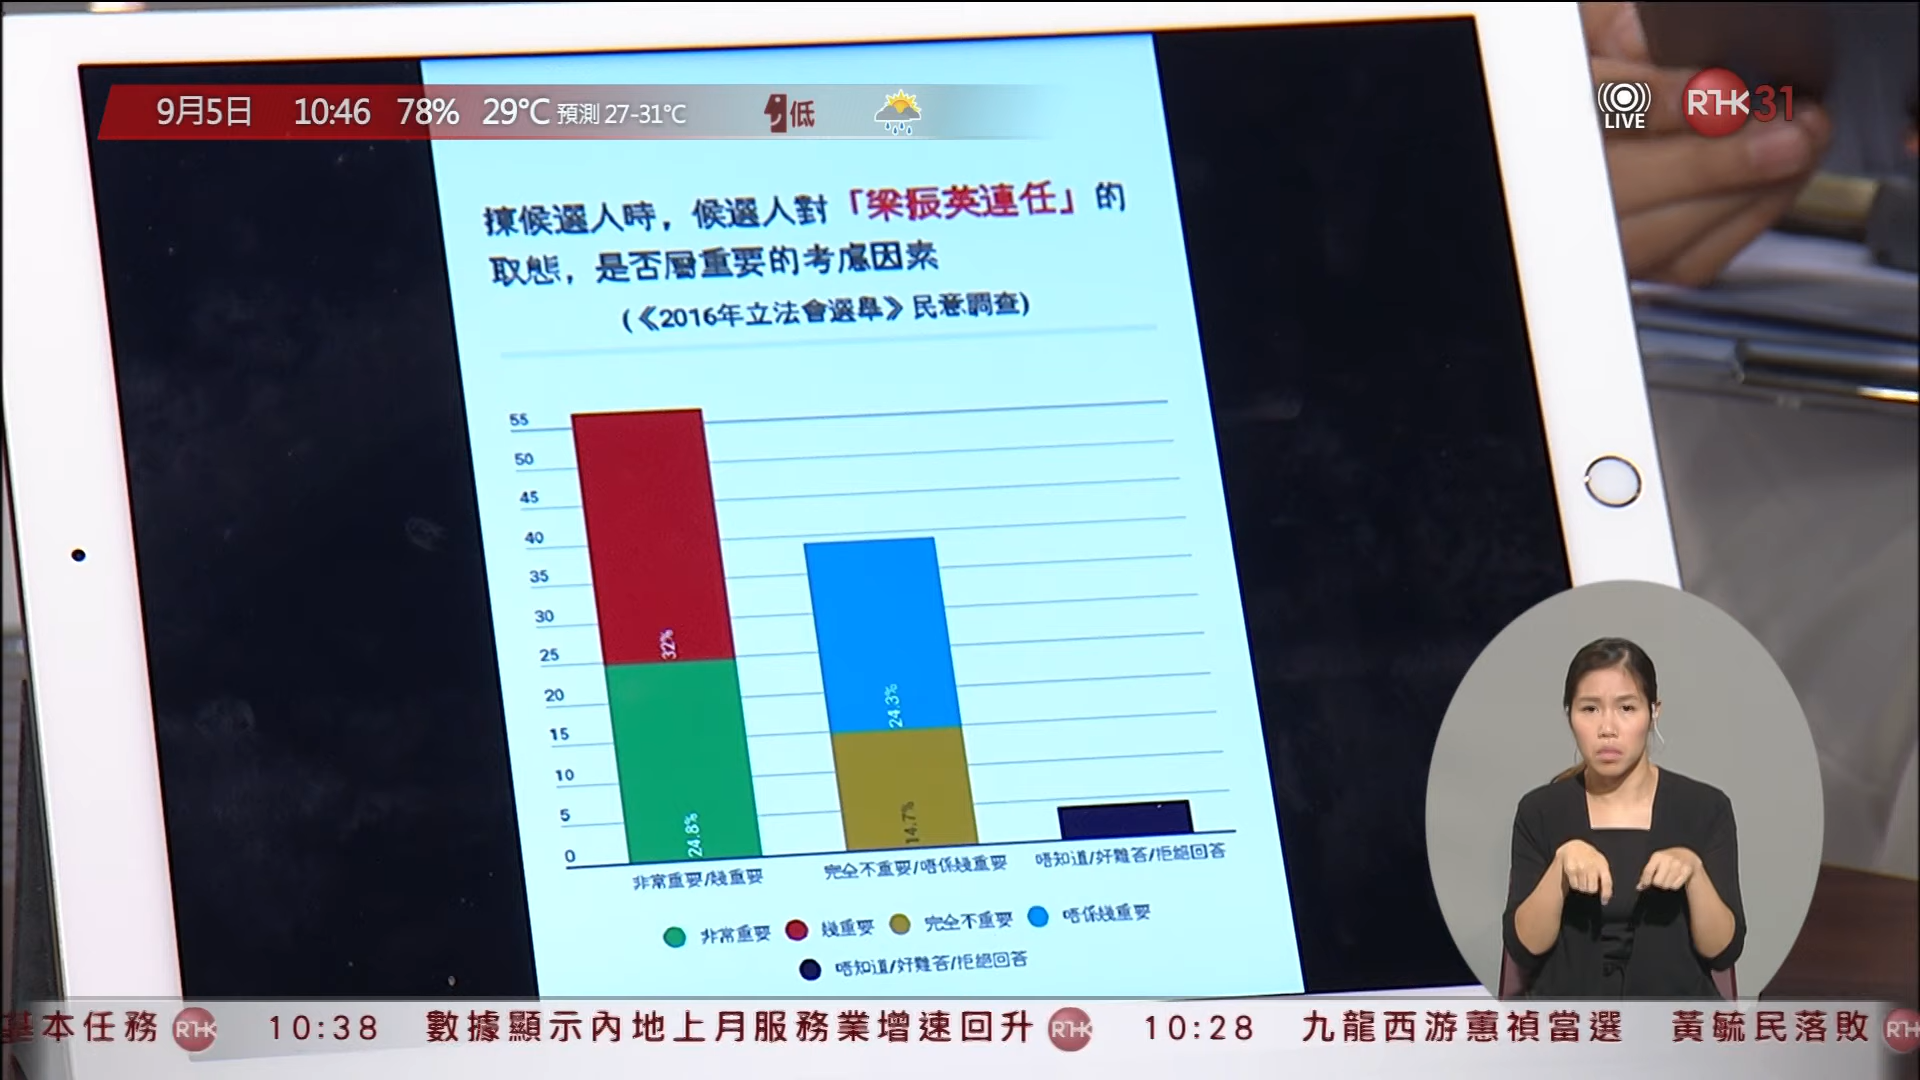 9月5日 10:46 78% 29°C 預測 27-31°C 低
LIVE
RTHK 31
揀候選人時，候選人對「梁振英連任」的
取態，是否屬重要的考慮因素
(《2016年立法會選舉》民意調查)
55
50
45
40
35
30
25
20
15
10
5
0
32%
24.8%
24.3%
14.7%
非常重要/幾重要
完全不重要/唔係幾重要
唔知道/好難答/拒絕回答
非常重要 幾重要 完全不重要 唔係幾重要
唔知道/好難答/拒絕回答
基本任務 RTHK 10:38 數據顯示內地上月服務業增速回升 RTHK 10:28 九龍西游蕙禎當選 黃毓民落敗 RTHK